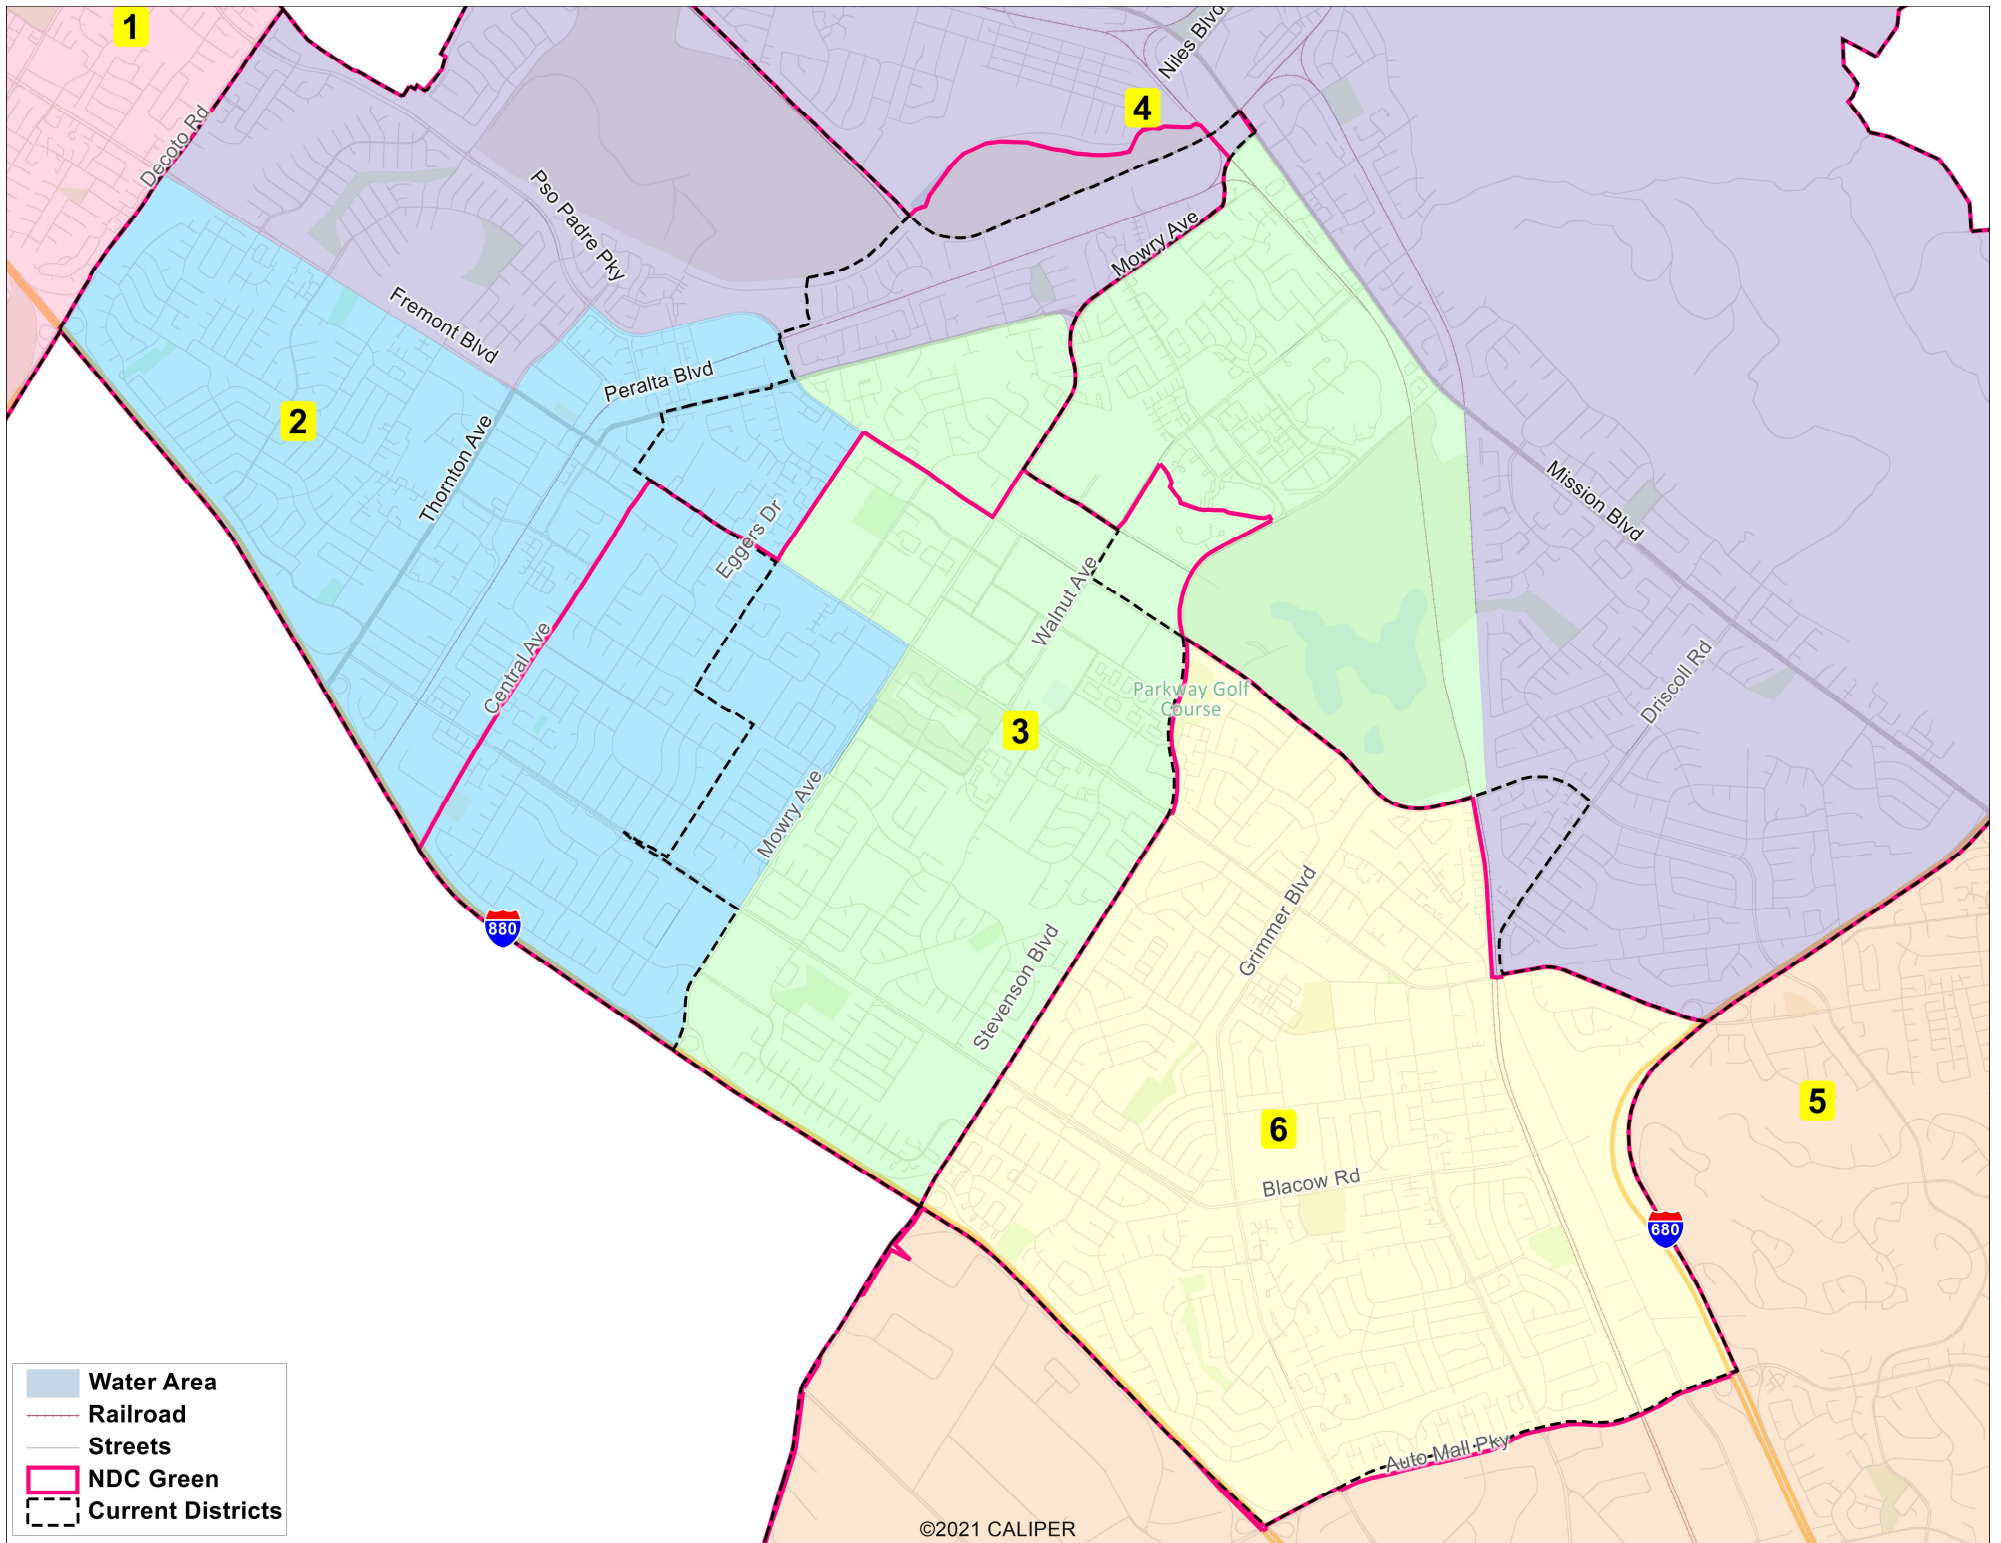 1
Niles Blvd
4
Decoto Rd
Pso Padre Pky
Mowry Ave
Fremont Blvd
Peralta Blvd
2
Thornton Ave
Mission Blvd
Eggers Dr
Walnut Ave
Central Ave
Driscoll Rd
Parkway Golf
Course
3
Mowry Ave
Grimmer Blvd
880
Stevenson Blvd
5
6
Blacow Rd
680
Auto Mall Pky
Water Area
Railroad
Streets
NDC Green
Current Districts
©2021 CALIPER